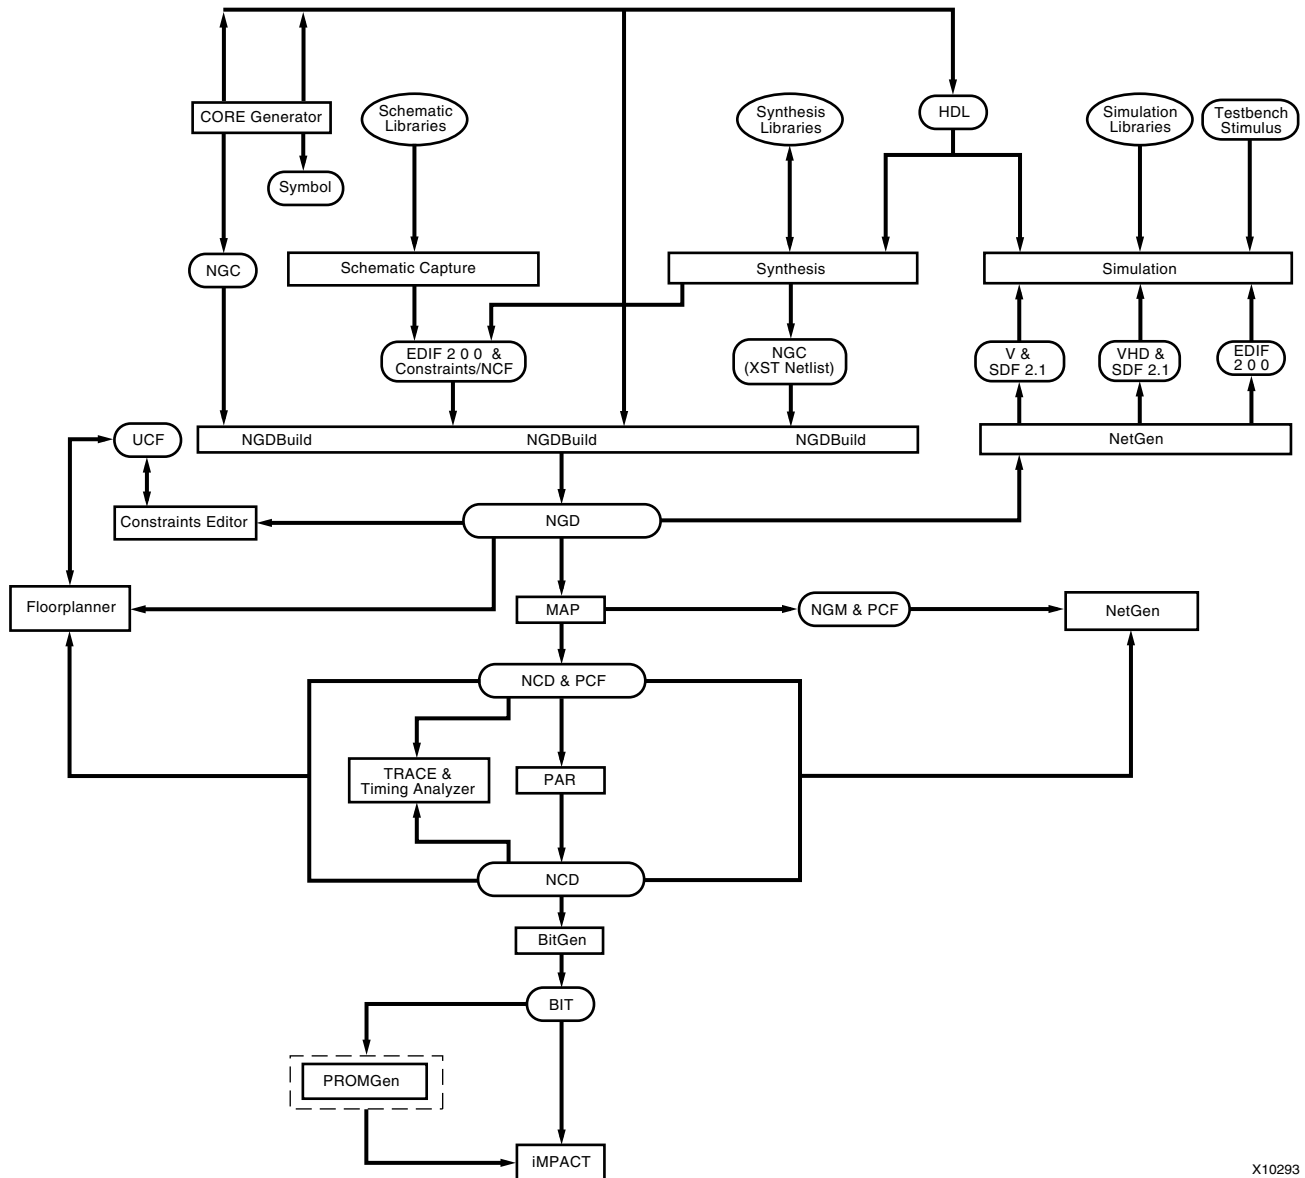 CORE Generator
Schematic
Libraries
Synthesis
Libraries
HDL
Simulation
Libraries
Testbench
Stimulus
Symbol
NGC
Schematic Capture
Synthesis
Simulation
EDIF 2 0 0 &
Constraints/NCF
NGC
(XST Netlist)
V &
SDF 2.1
VHD &
SDF 2.1
EDIF
2 0 0
UCF
NGDBuild
NGDBuild
NGDBuild
NetGen
Constraints Editor
NGD
Floorplanner
MAP
NGM & PCF
NetGen
NCD & PCF
TRACE &
Timing Analyzer
PAR
NCD
BitGen
BIT
PROMGen
iMPACT
X10293